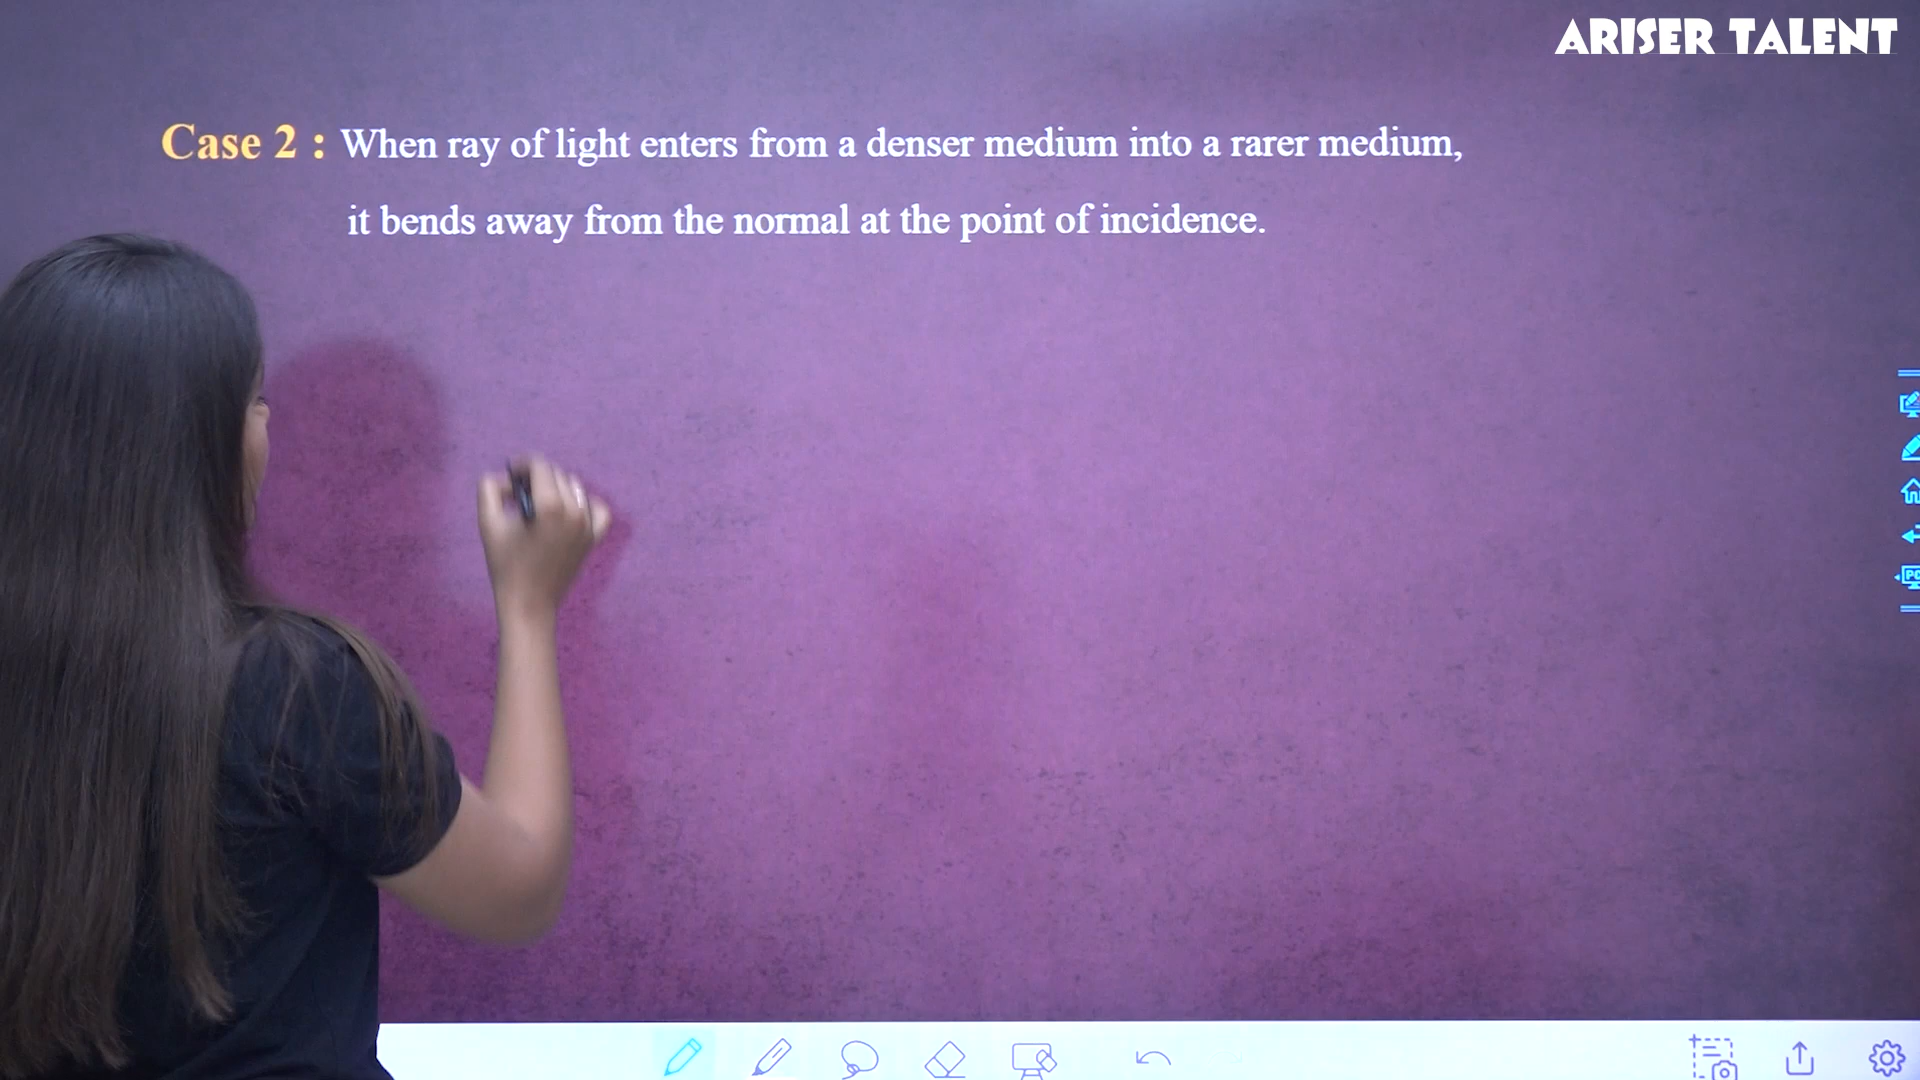 ARISER TALENT
Case 2 : When ray of light enters from a denser medium into a rarer medium,
it bends away from the normal at the point of incidence.